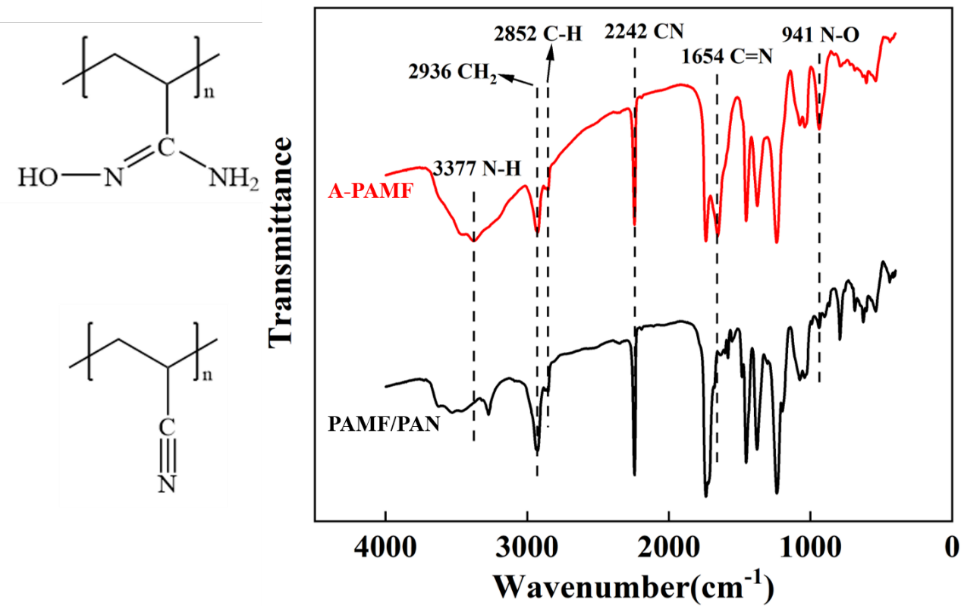 n
C
HO
N
NH2
n
C
N
2852 C-H
2242 CN
941 N-O
1654 C=N
2936 CH2
3377 N-H
A-PAMF
PAMF/PAN
Transmittance
4000
3000
2000
1000
0
Wavenumber(cm-1)